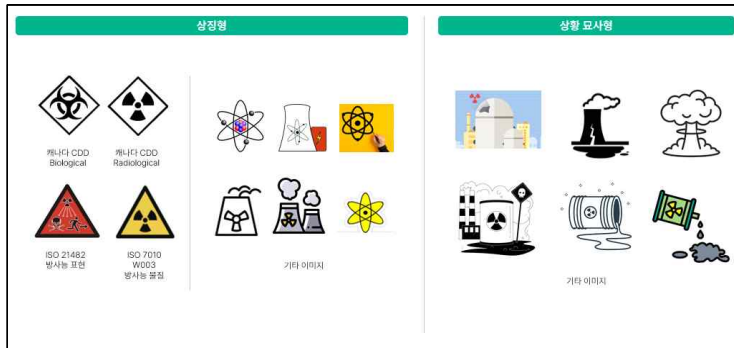 상징형
상황 묘사형
캐나다 CDD
Biological
캐나다 CDD
Radiological
ISO 21482
방사능 표현
ISO 7010
W003
방사능 물질
기타 이미지
기타 이미지